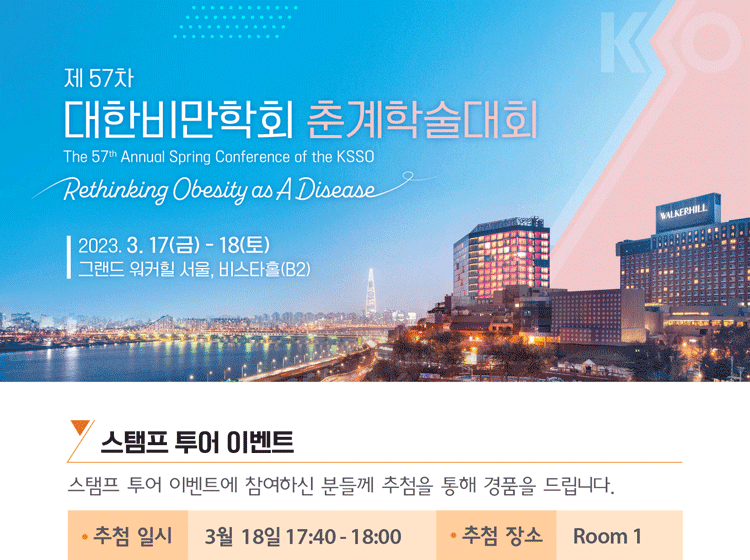 KSSO
제 57차
대한비만학회 춘계학술대회
The 57th Annual Spring Conference of the KSSO
Rethinking Obesity as A Disease
2023. 3. 17(금) - 18(토)
그랜드 워커힐 서울, 비스타홀(B2)
WALKERHILL
스탬프 투어 이벤트
스탬프 투어 이벤트에 참여하신 분들께 추첨을 통해 경품을 드립니다.
• 추첨 일시 3월 18일 17:40 - 18:00 • 추첨 장소 Room 1